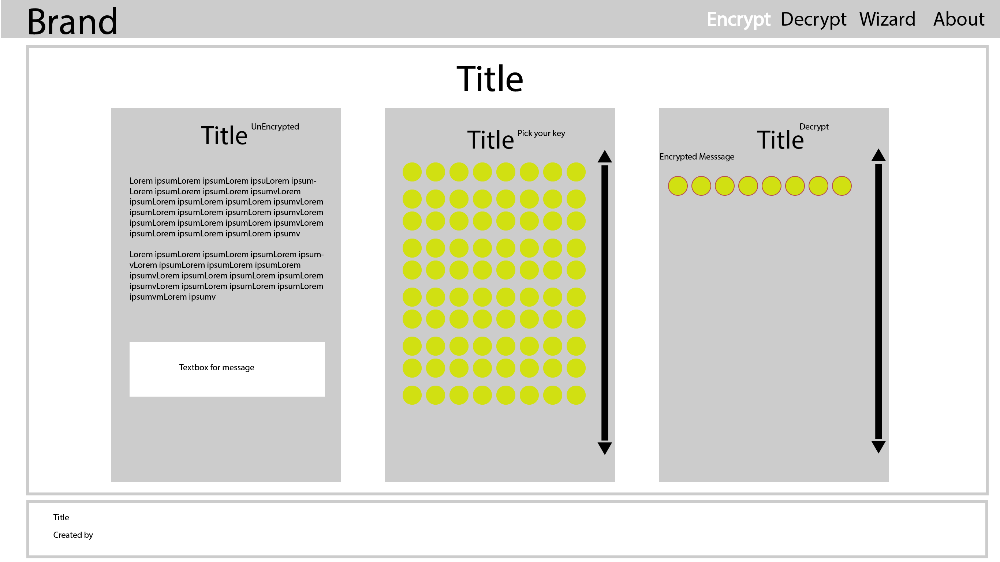 Brand
Encrypt Decrypt Wizard About
Title
Title UnEncrypted
Lorem ipsumLorem ipsumLorem ipsuLorem ipsum-
Lorem ipsumLorem ipsumLorem ipsumvLorem
ipsumLorem ipsumLorem ipsumLorem ipsumvLorem
ipsumLorem ipsumLorem ipsumLorem ipsumvLorem
ipsumLorem ipsumLorem ipsumLorem ipsumvLorem
ipsumLorem ipsumLorem ipsumLorem ipsumv
Lorem ipsumLorem ipsumLorem ipsumLorem ipsum-
vLorem ipsumLorem ipsumLorem ipsumLorem
ipsumvLorem ipsumLorem ipsumLorem ipsumLorem
ipsumvLorem ipsumLorem ipsumLorem ipsumLorem
ipsumvmLorem ipsumv
Textbox for message
Title Pick your key
Title Decrypt
Encrypted Messsage
Title
Created by